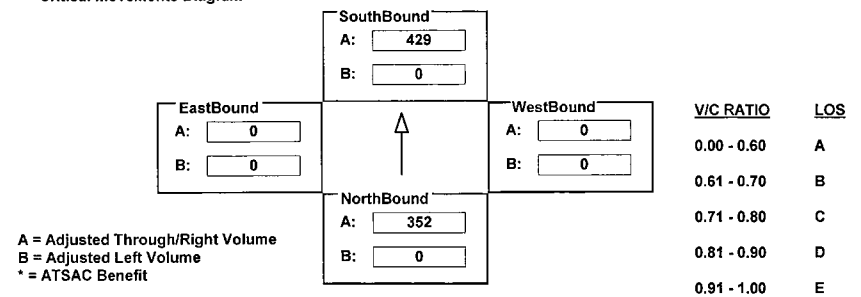 Critical Movements Diagram
SouthBound
A: 429
B: 0
EastBound
A: 0
B: 0
WestBound
A: 0
B: 0
NorthBound
A: 352
B: 0
A = Adjusted Through/Right Volume
B = Adjusted Left Volume
* = ATSAC Benefit
V/C RATIO LOS
0.00 - 0.60 A
0.61 - 0.70 B
0.71 - 0.80 C
0.81 - 0.90 D
0.91 - 1.00 E